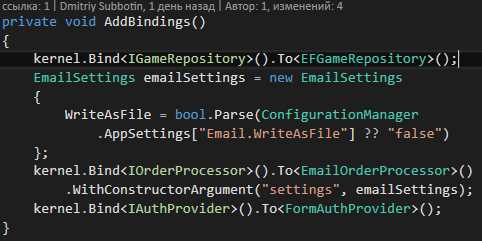 ссылка: 1 | Dmitriy Subbotin, 1 день назад | Автор: 1, изменений: 4
private void AddBindings()
{
    kernel.Bind<IGameRepository>().To<EFGameRepository>();
    EmailSettings emailSettings = new EmailSettings
    {
        WriteAsFile = bool.Parse(ConfigurationManager
            .AppSettings["Email.WriteAsFile"] ?? "false")
    };
    kernel.Bind<IOrderProcessor>().To<EmailOrderProcessor>()
        .WithConstructorArgument("settings", emailSettings);
    kernel.Bind<IAuthProvider>().To<FormAuthProvider>();
}